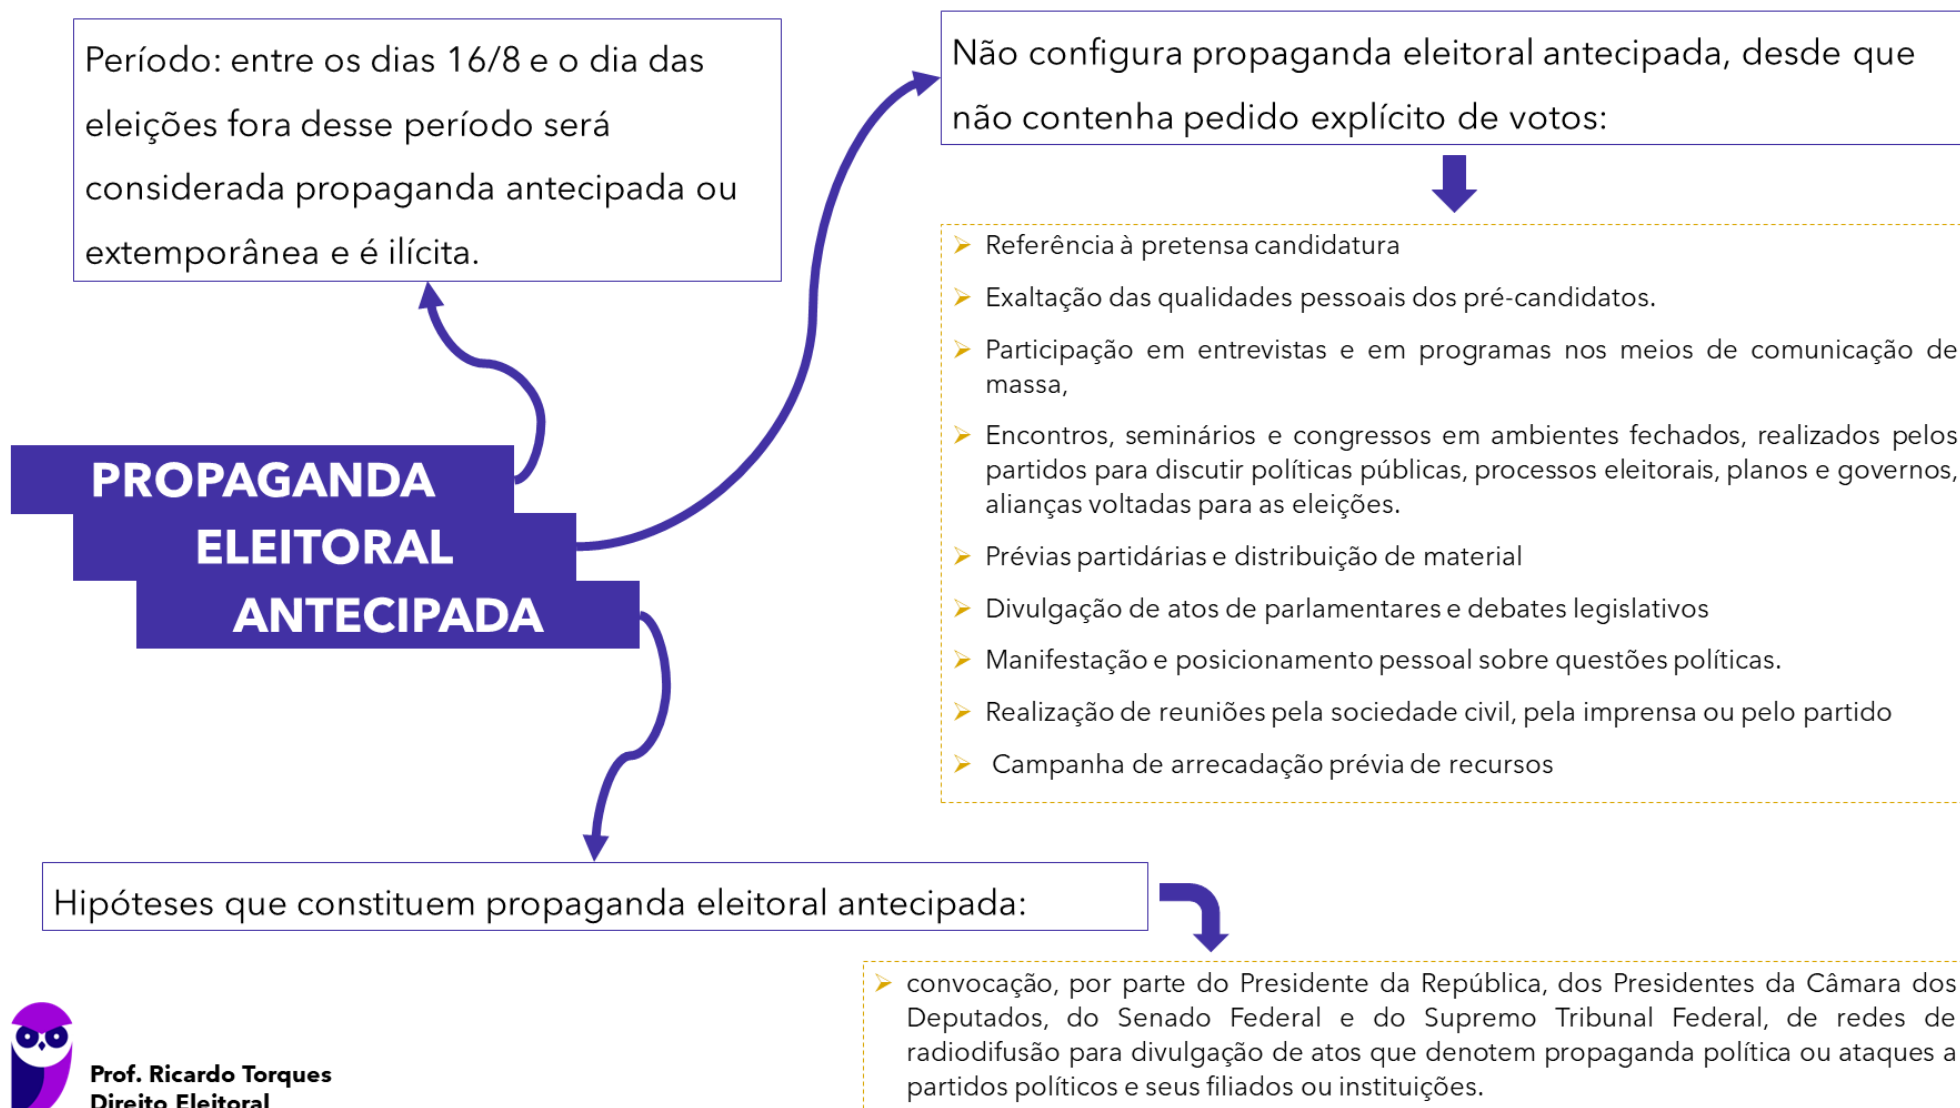 Período: entre os dias 16/8 e o dia das
eleições fora desse período será
considerada propaganda antecipada ou
extemporânea e é ilícita.
Não configura propaganda eleitoral antecipada, desde que
não contenha pedido explícito de votos:
Referência à pretensa candidatura
Exaltação das qualidades pessoais dos pré-candidatos.
Participação em entrevistas e em programas nos meios de comunicação de
massa,
Encontros, seminários e congressos em ambientes fechados, realizados pelos
partidos para discutir políticas públicas, processos eleitorais, planos e governos,
alianças voltadas para as eleições.
Prévias partidárias e distribuição de material
Divulgação de atos de parlamentares e debates legislativos
Manifestação e posicionamento pessoal sobre questões políticas.
Realização de reuniões pela sociedade civil, pela imprensa ou pelo partido
Campanha de arrecadação prévia de recursos
PROPAGANDA
ELEITORAL
ANTECIPADA
Hipóteses que constituem propaganda eleitoral antecipada:
convocação, por parte do Presidente da República, dos Presidentes da Câmara dos
Deputados, do Senado Federal e do Supremo Tribunal Federal, de redes de
radiodifusão para divulgação de atos que denotem propaganda política ou ataques a
partidos políticos e seus filiados ou instituições.
Prof. Ricardo Torques
Direito Eleitoral